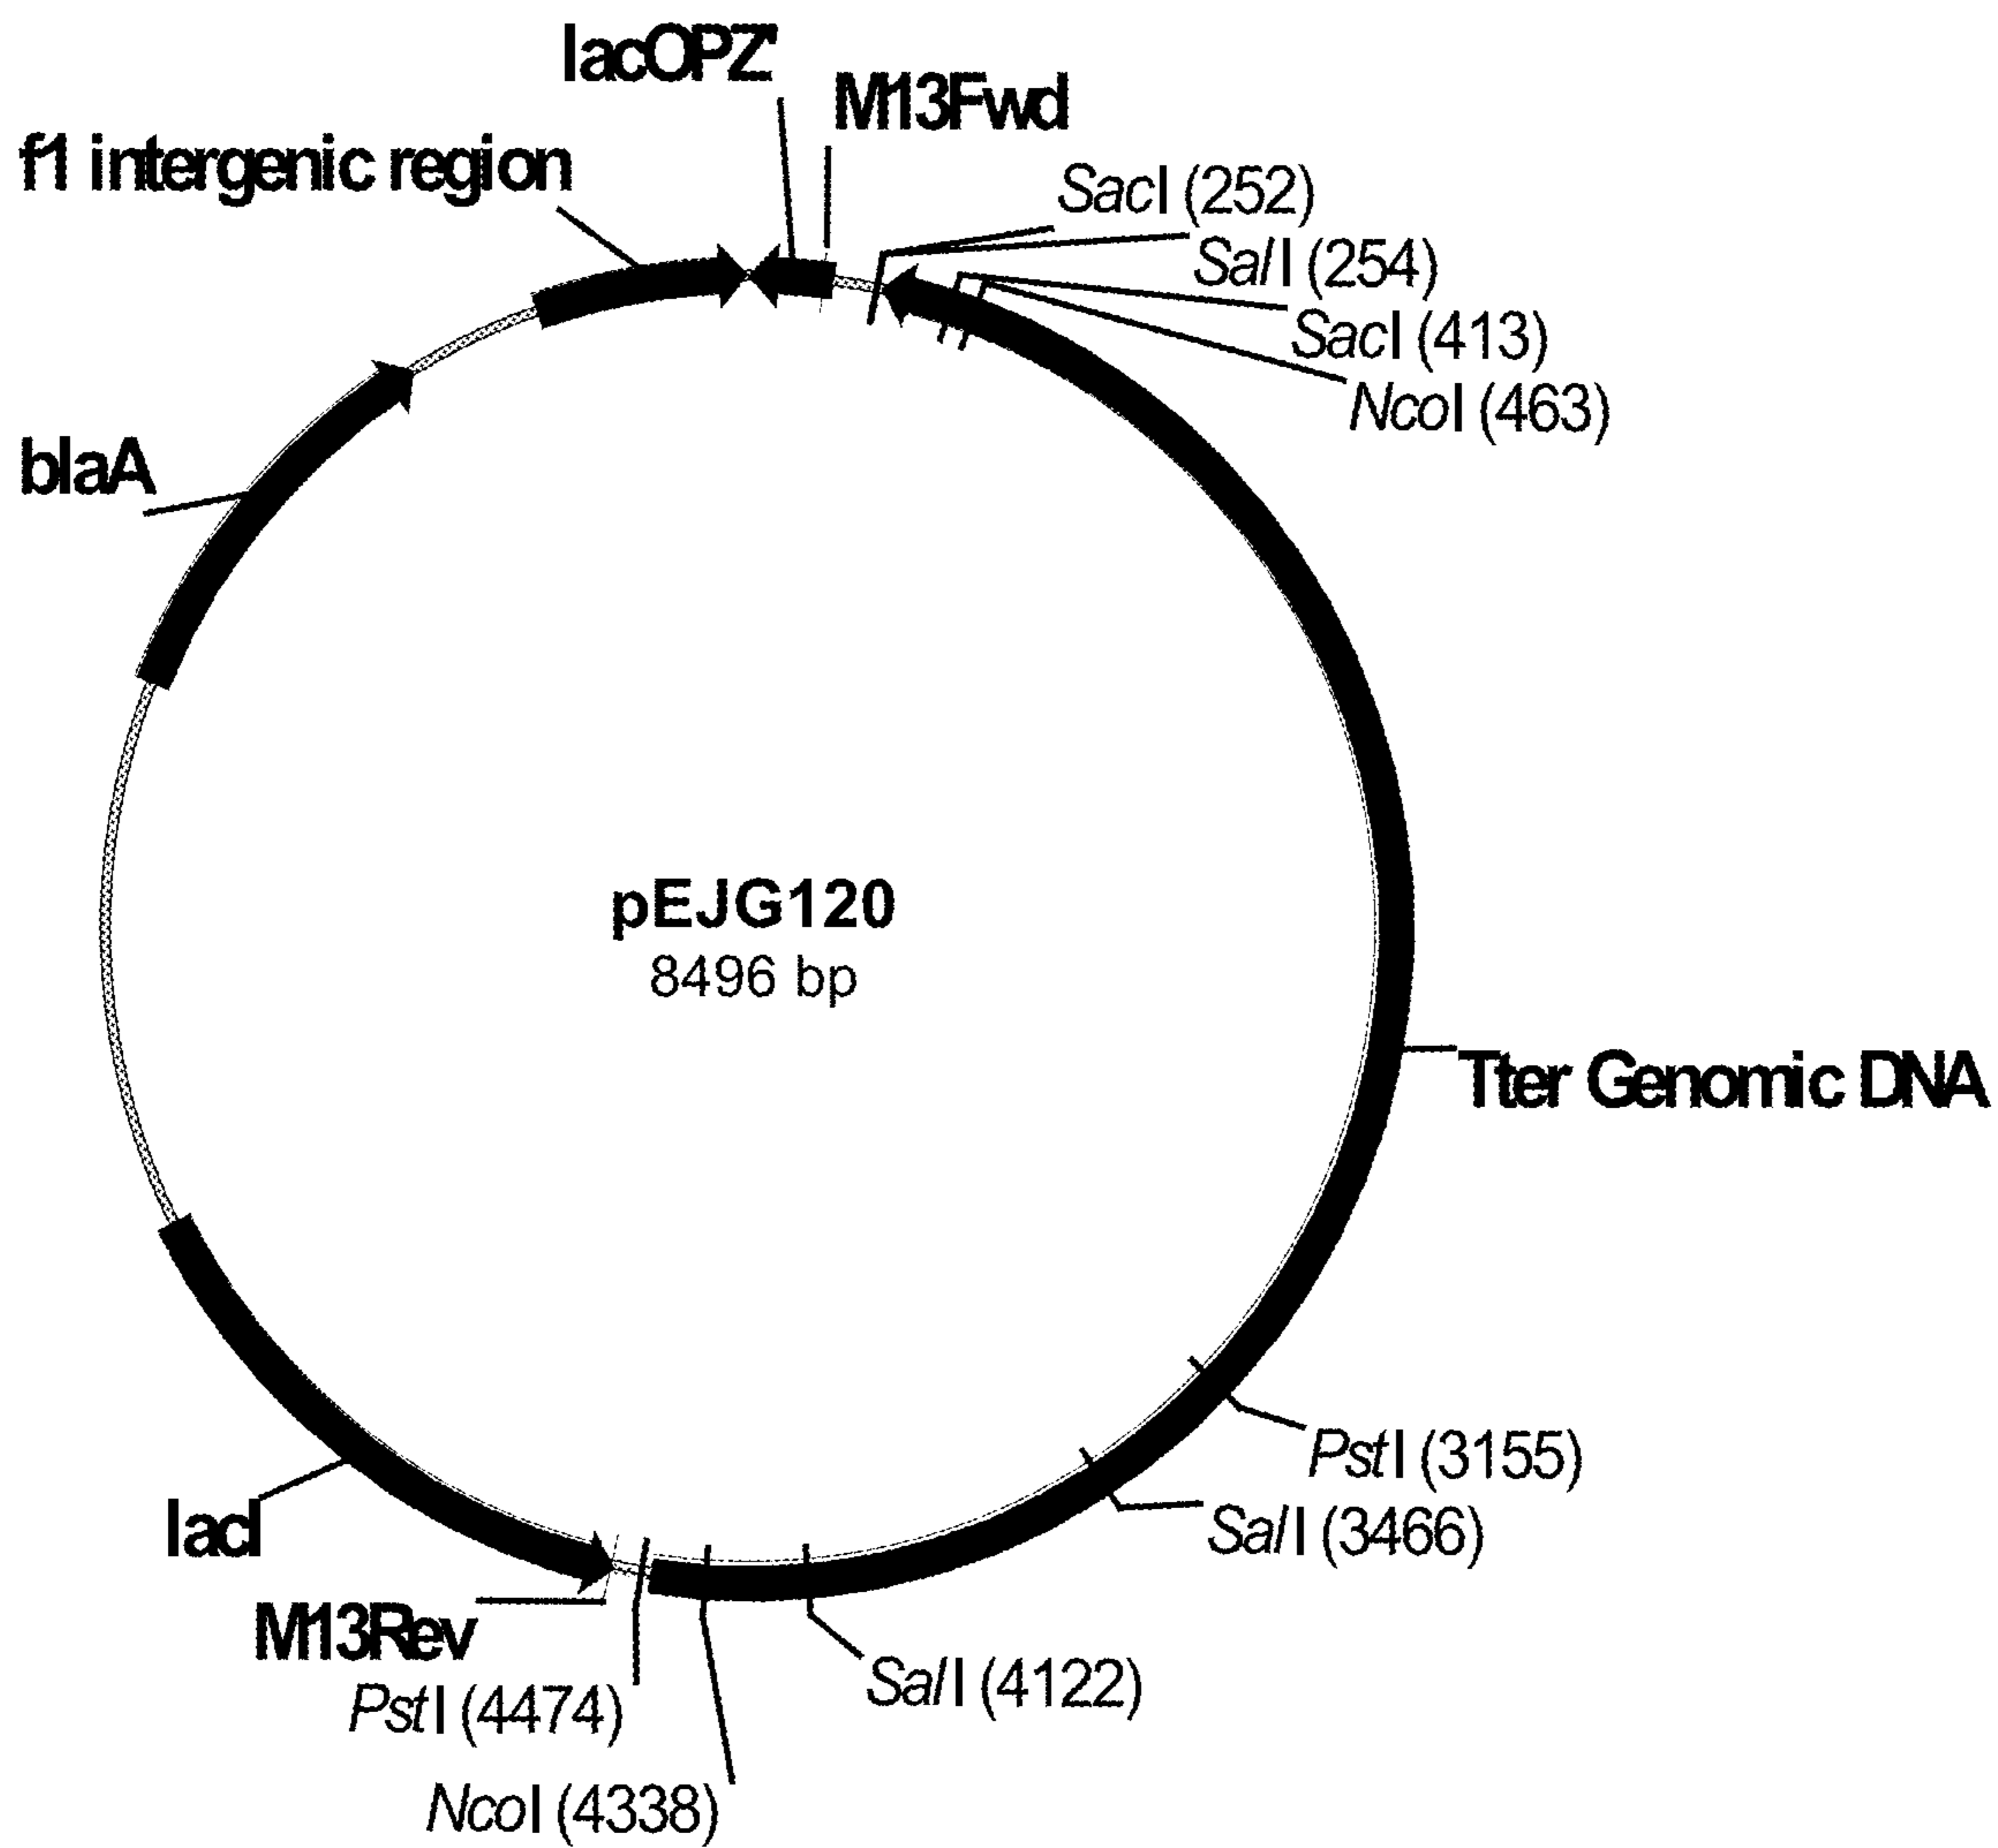 lacOPZ'
M13Fwd
f1 intergenic region
SacI (252)
SalI (254)
SacI (413)
NcoI (463)
blaA
pEJG120
8496 bp
Tter Genomic DNA
PstI (3155)
SalI (3466)
lacI
M13Rev
SalI (4122)
PstI (4474)
NcoI (4338)